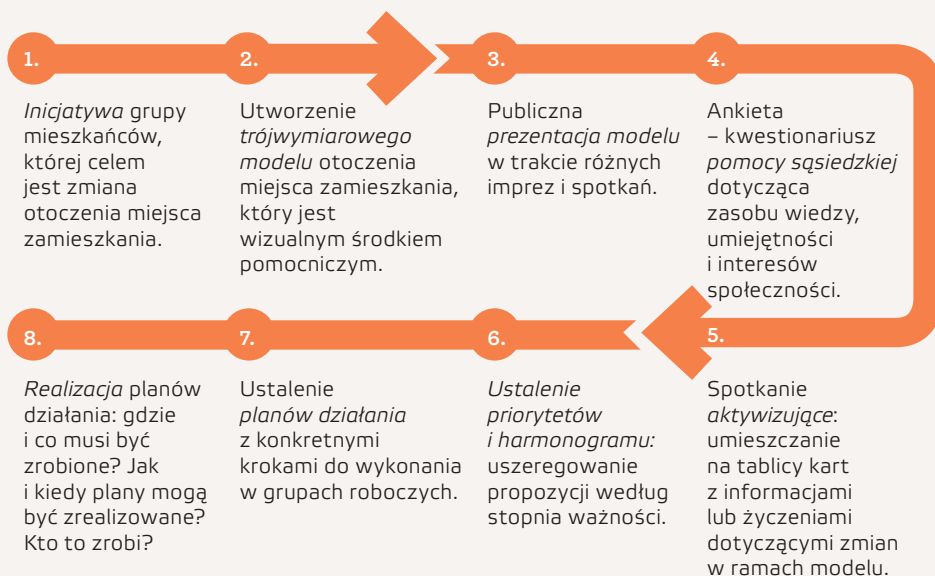 1.
Inicjatywa grupy
mieszkańców,
której celem
jest zmiana
otoczenia miejsca
zamieszkania.
2.
Utworzenie
trójwymiarowego
modelu otoczenia
miejsca zamieszkania,
który jest
wizualnym środkiem
pomocniczym.
3.
Publiczna
prezentacja modelu
w trakcie różnych
imprez i spotkań.
4.
Ankieta
– kwestionariusz
pomocy sąsiedzkiej
dotycząca
zasobu wiedzy,
umiejętności
i interesów
społeczności.
5.
Spotkanie
aktywizujące:
umieszczanie
na tablicy kart
z informacjami
lub życzeniami
dotyczącymi zmian
w ramach modelu.
6.
Ustalenie
priorytetów
i harmonogramu:
uszeregowanie
propozycji według
stopnia ważności.
7.
Ustalenie
planów działania
z konkretnymi
krokami do wykonania
w grupach roboczych.
8.
Realizacja planów
działania: gdzie
i co musi być
zrobione? Jak
i kiedy plany mogą
być zrealizowane?
Kto to zrobi?